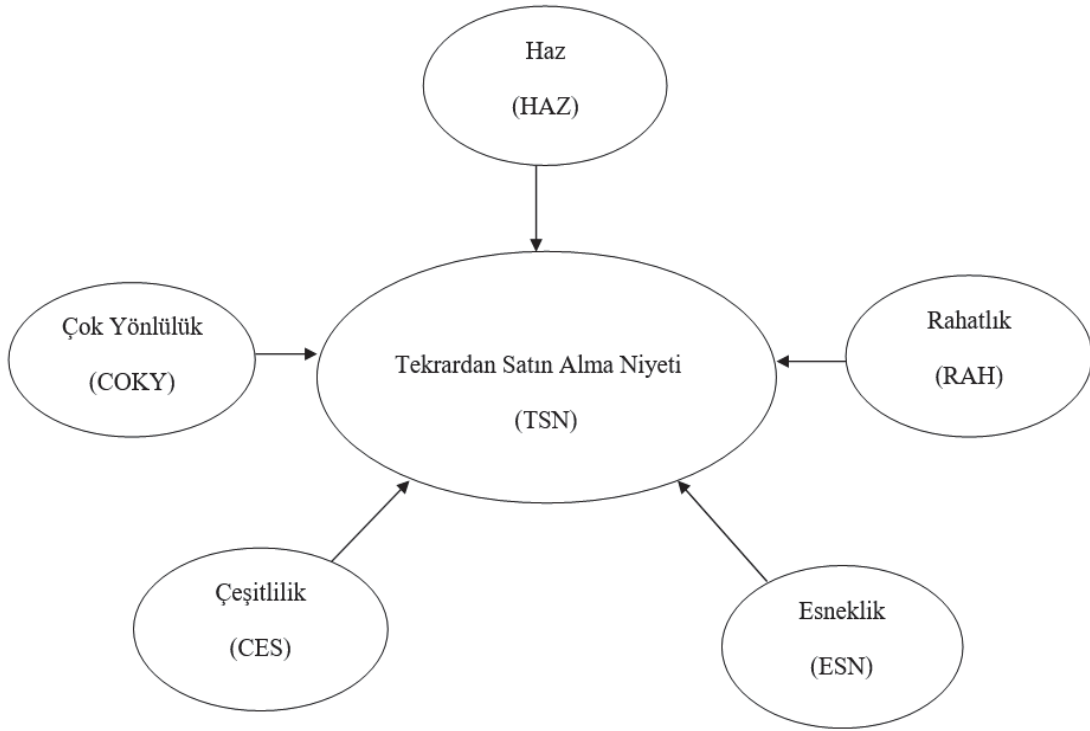 Haz
(HAZ)
Çok Yönlülük
(COKY)
Tekrardan Satın Alma Niyeti
(TSN)
Rahatlık
(RAH)
Çeşitlilik
(CES)
Esneklik
(ESN)